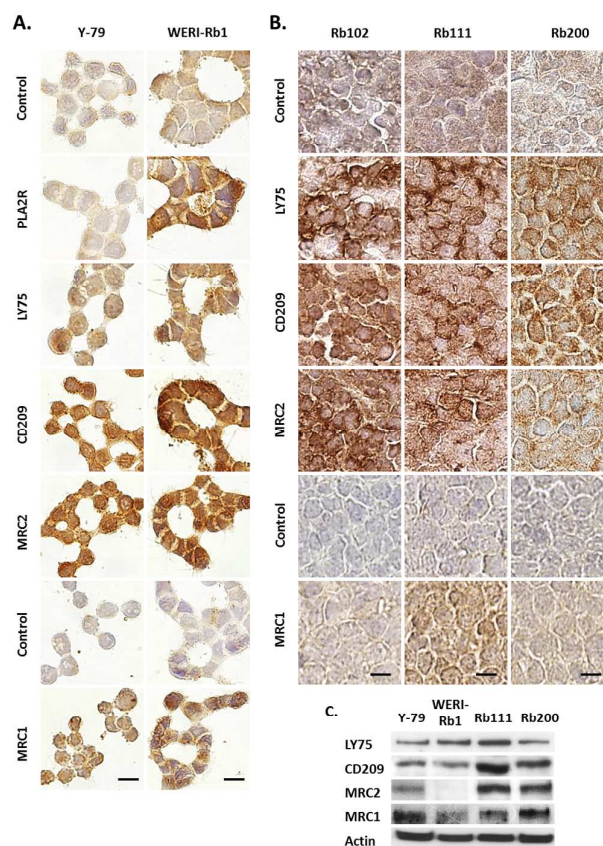 A.
Y-79 WERI-Rb1
Control
PLA2R
LY75
CD209
MRC2
Control
MRC1
B.
Rb102 Rb111 Rb200
Control
LY75
CD209
MRC2
Control
MRC1
C.
Y-79 WERI-Rb1 Rb111 Rb200
LY75
CD209
MRC2
MRC1
Actin